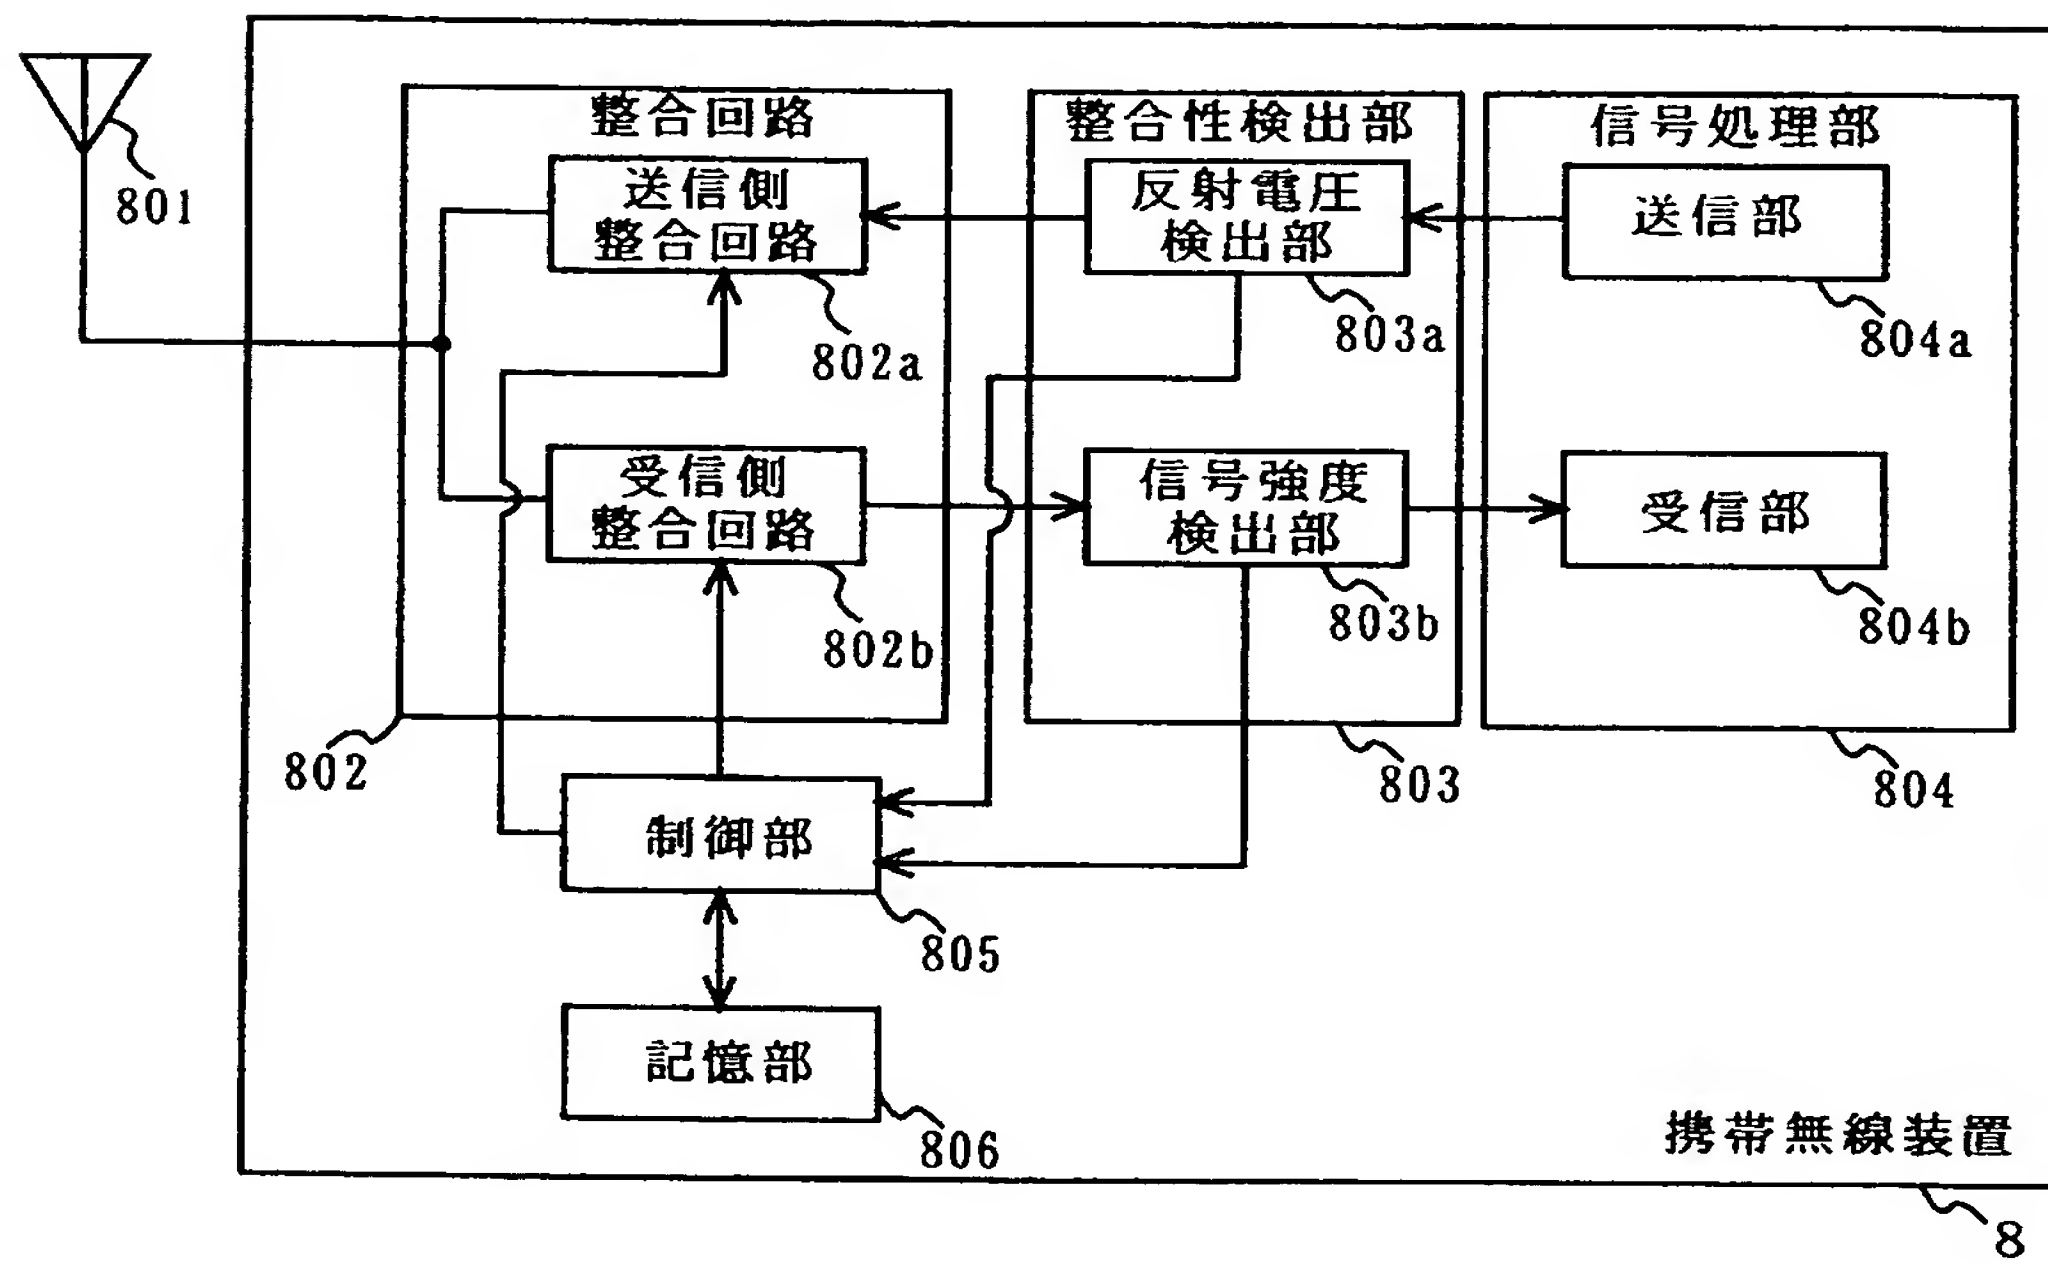 801
整合回路
送信側
整合回路
802a
受信側
整合回路
802b
802
整合性検出部
反射電圧
検出部
803a
信号強度
検出部
803b
803
信号処理部
送信部
804a
受信部
804b
804
制御部
805
記憶部
806
携帯無線装置
8